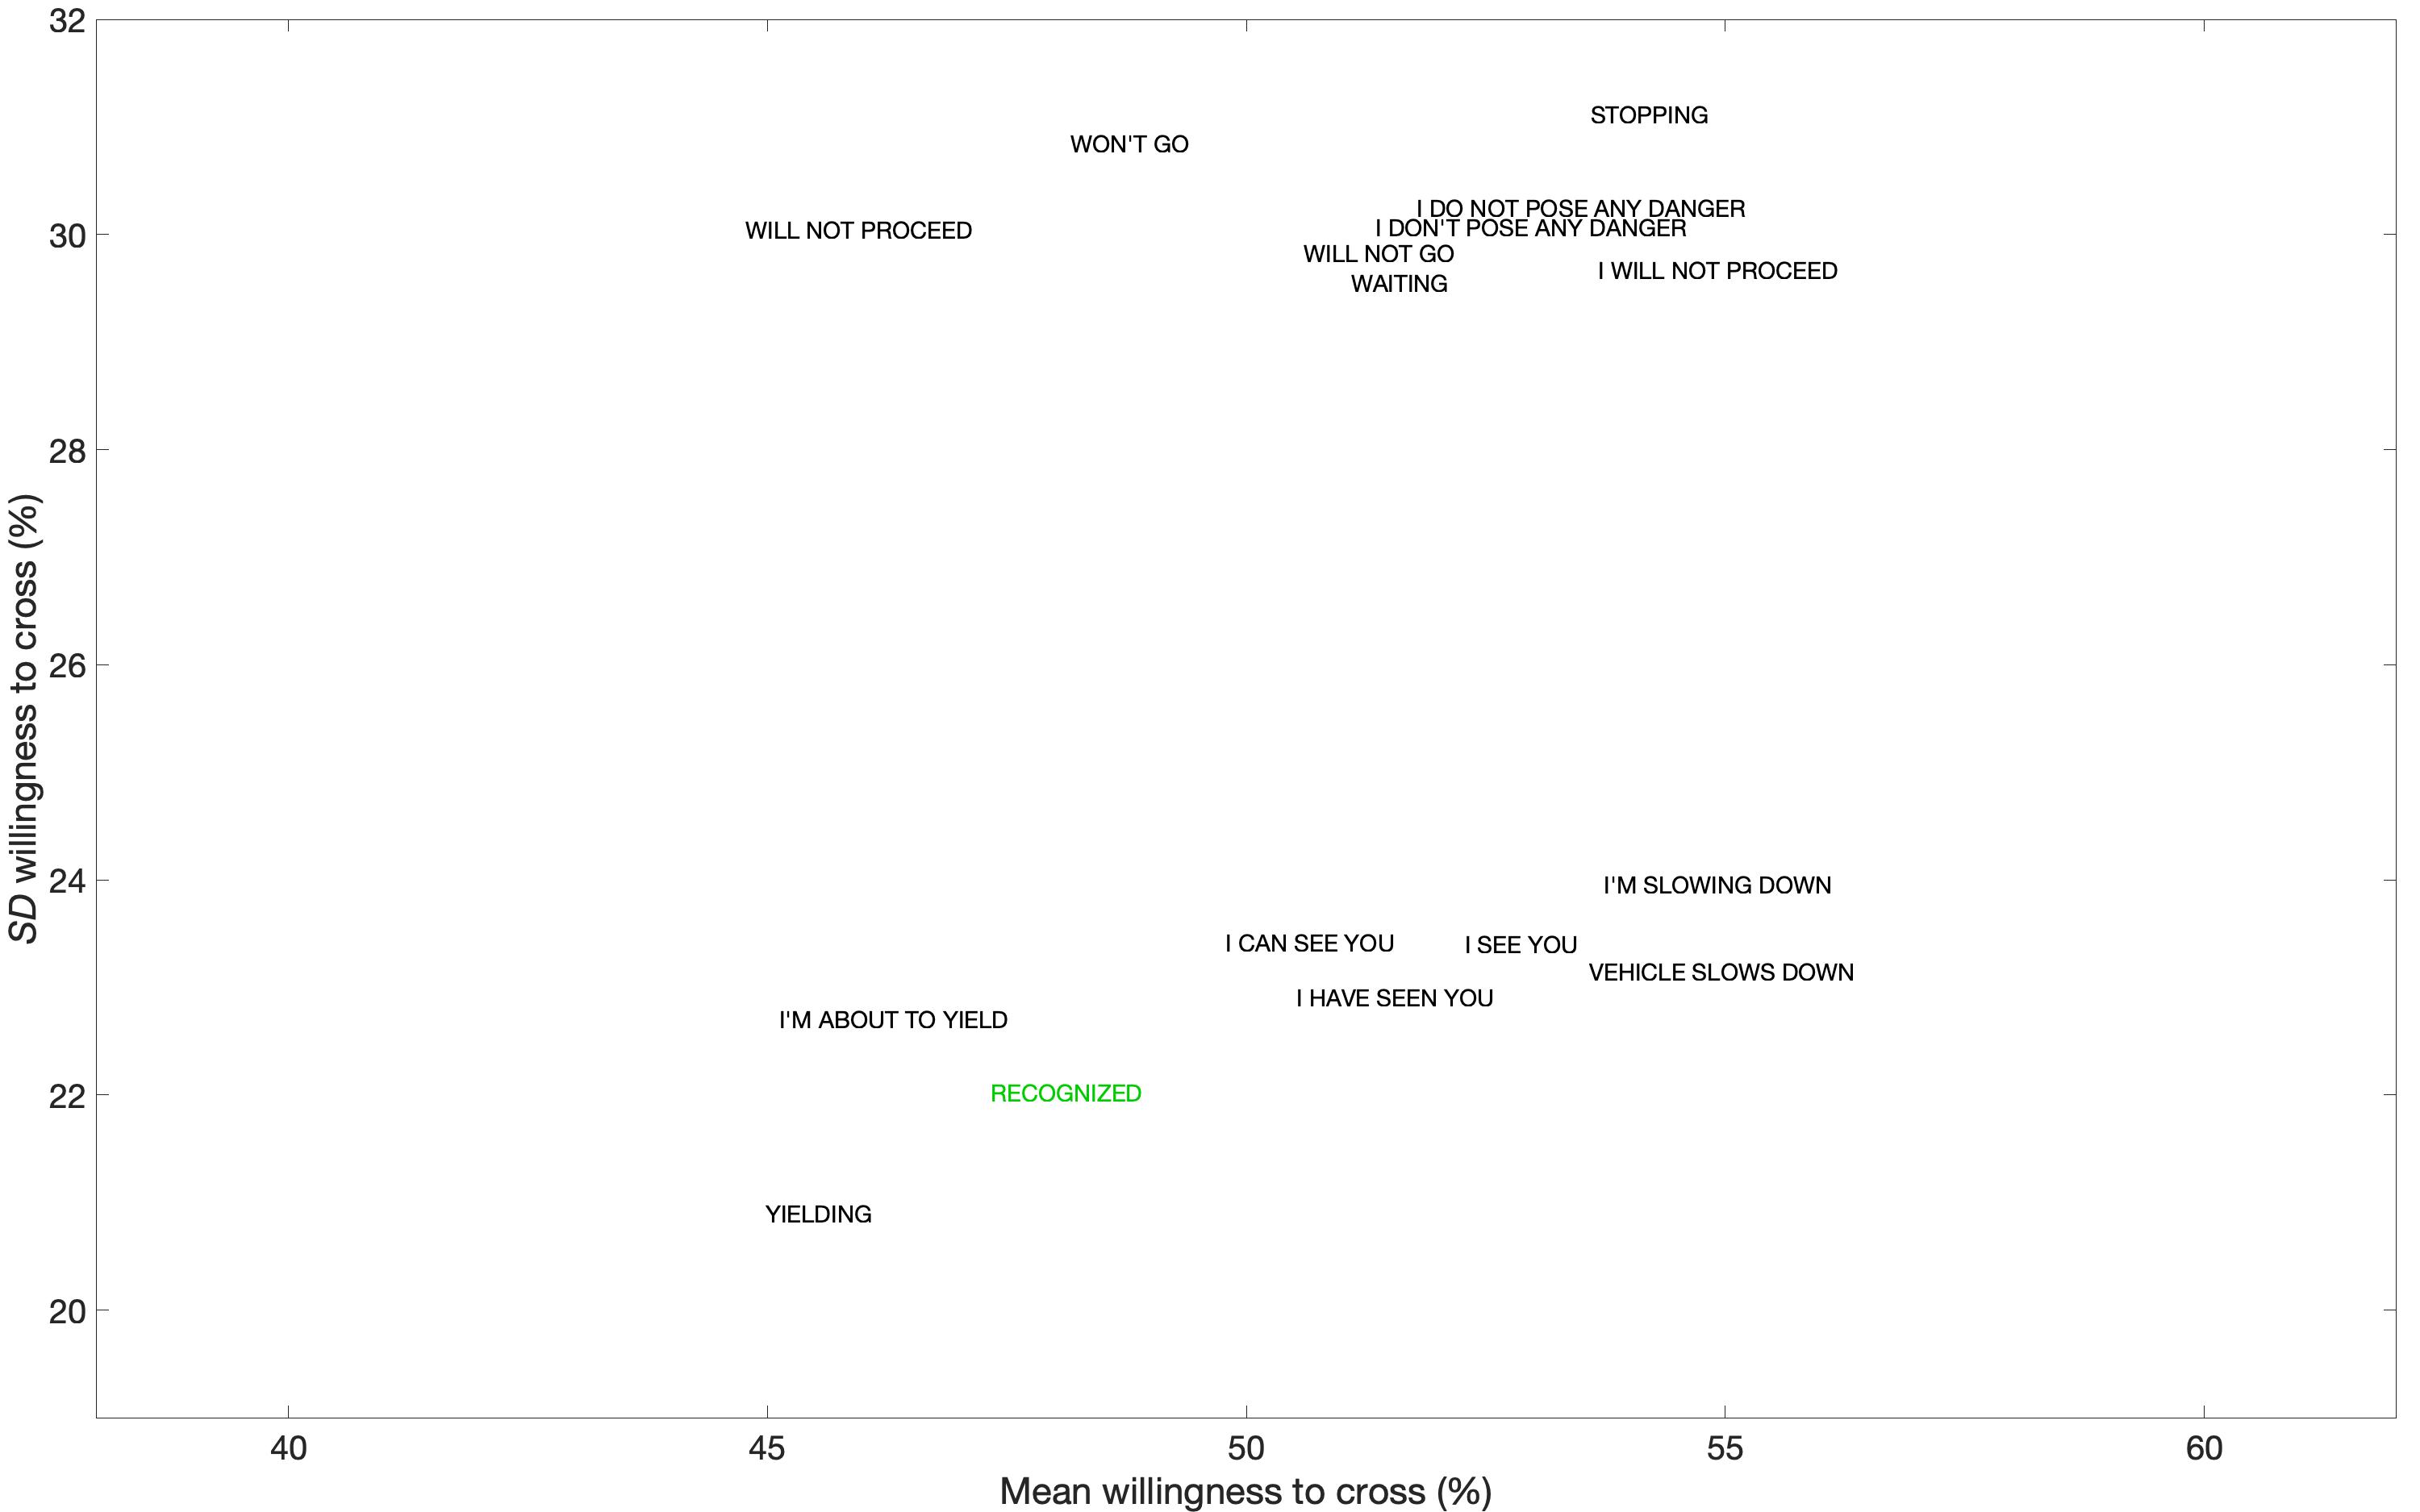 32
STOPPING
WON'T GO
I DO NOT POSE ANY DANGER
I DON'T POSE ANY DANGER
30
WILL NOT PROCEED
WILL NOT GO
I WILL NOT PROCEED
WAITING
28
26
SD willingness to cross (%)
24
I'M SLOWING DOWN
I CAN SEE YOU
I SEE YOU
VEHICLE SLOWS DOWN
I HAVE SEEN YOU
I'M ABOUT TO YIELD
22
RECOGNIZED
YIELDING
20
40 45 50 55 60
Mean willingness to cross (%)